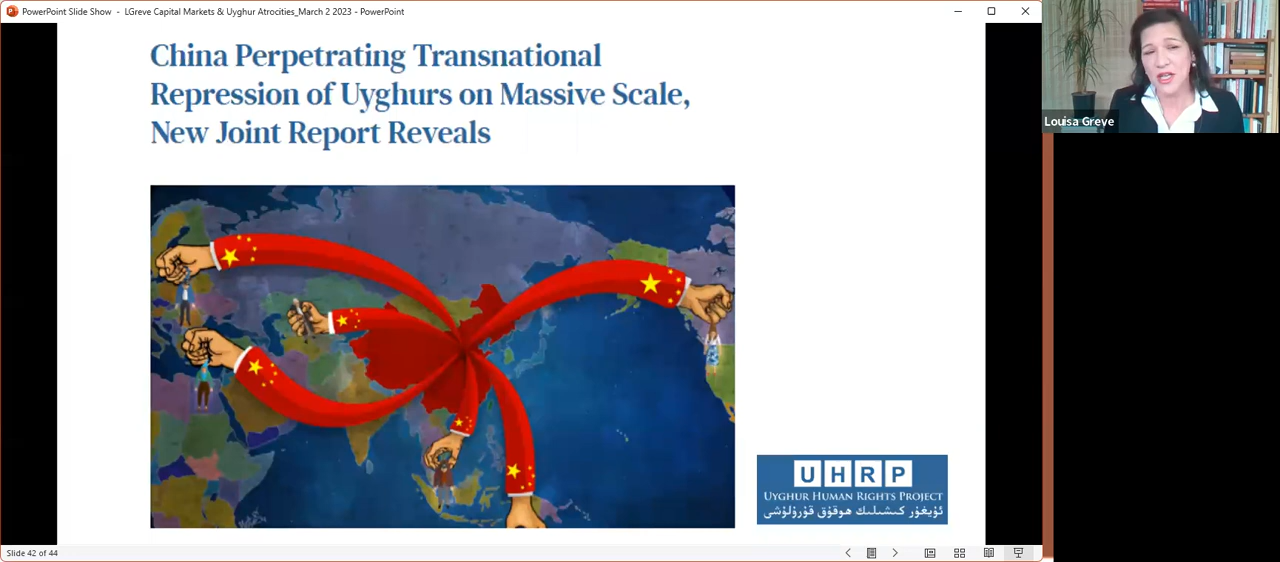 PowerPoint Slide Show - LGreve Capital Markets & Uyghur Atrocities_March 2 2023 - PowerPoint
China Perpetrating Transnational
Repression of Uyghurs on Massive Scale,
New Joint Report Reveals
UHRP
UYGHUR HUMAN RIGHTS PROJECT
ئۇيغۇر كىشىلىك ھوقۇق قۇرۇلۇشى
Slide 42 of 44
Louisa Greve